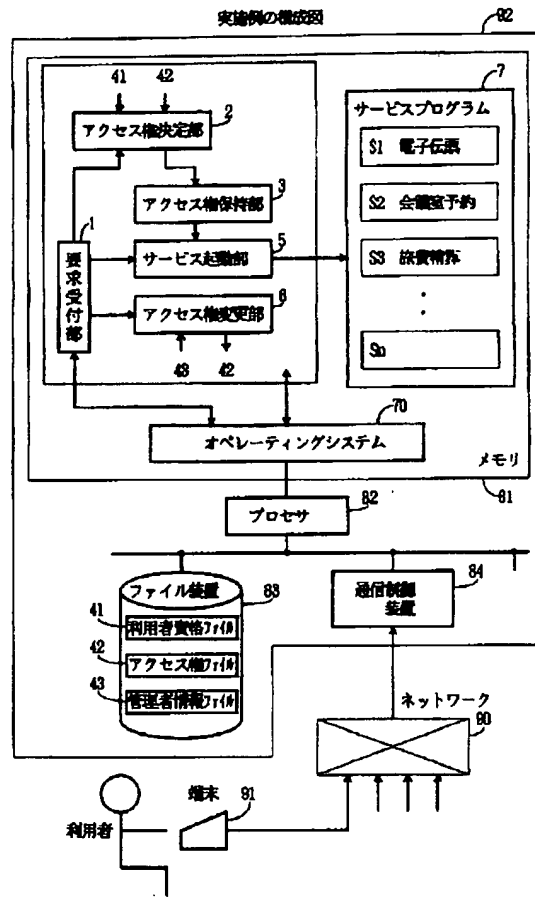 実施例の構成図
92
41
42
2
アクセス権決定部
3
アクセス権保持部
1
要求受付部
5
サービス起動部
6
アクセス権変更部
43
42
7
サービスプログラム
S1 電子伝票
S2 会議室予約
S3 旅費精算
・
・
Sn
70
オペレーティングシステム
メモリ
81
82
プロセサ
83
ファイル装置
41
利用者資格ファイル
42
アクセス権ファイル
43
管理者情報ファイル
84
通信制御
装置
ネットワーク
90
端末
91
利用者